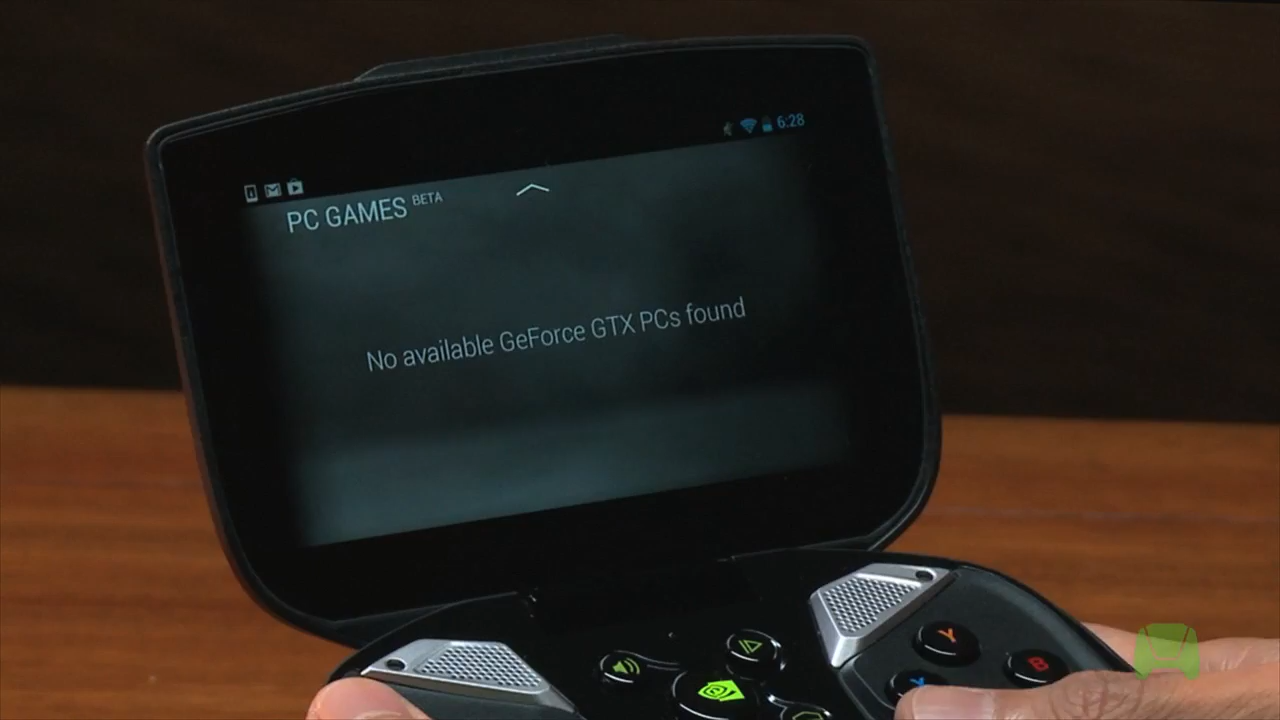 6:28
PC GAMES BETA
No available GeForce GTX PCs found
Y
B
X